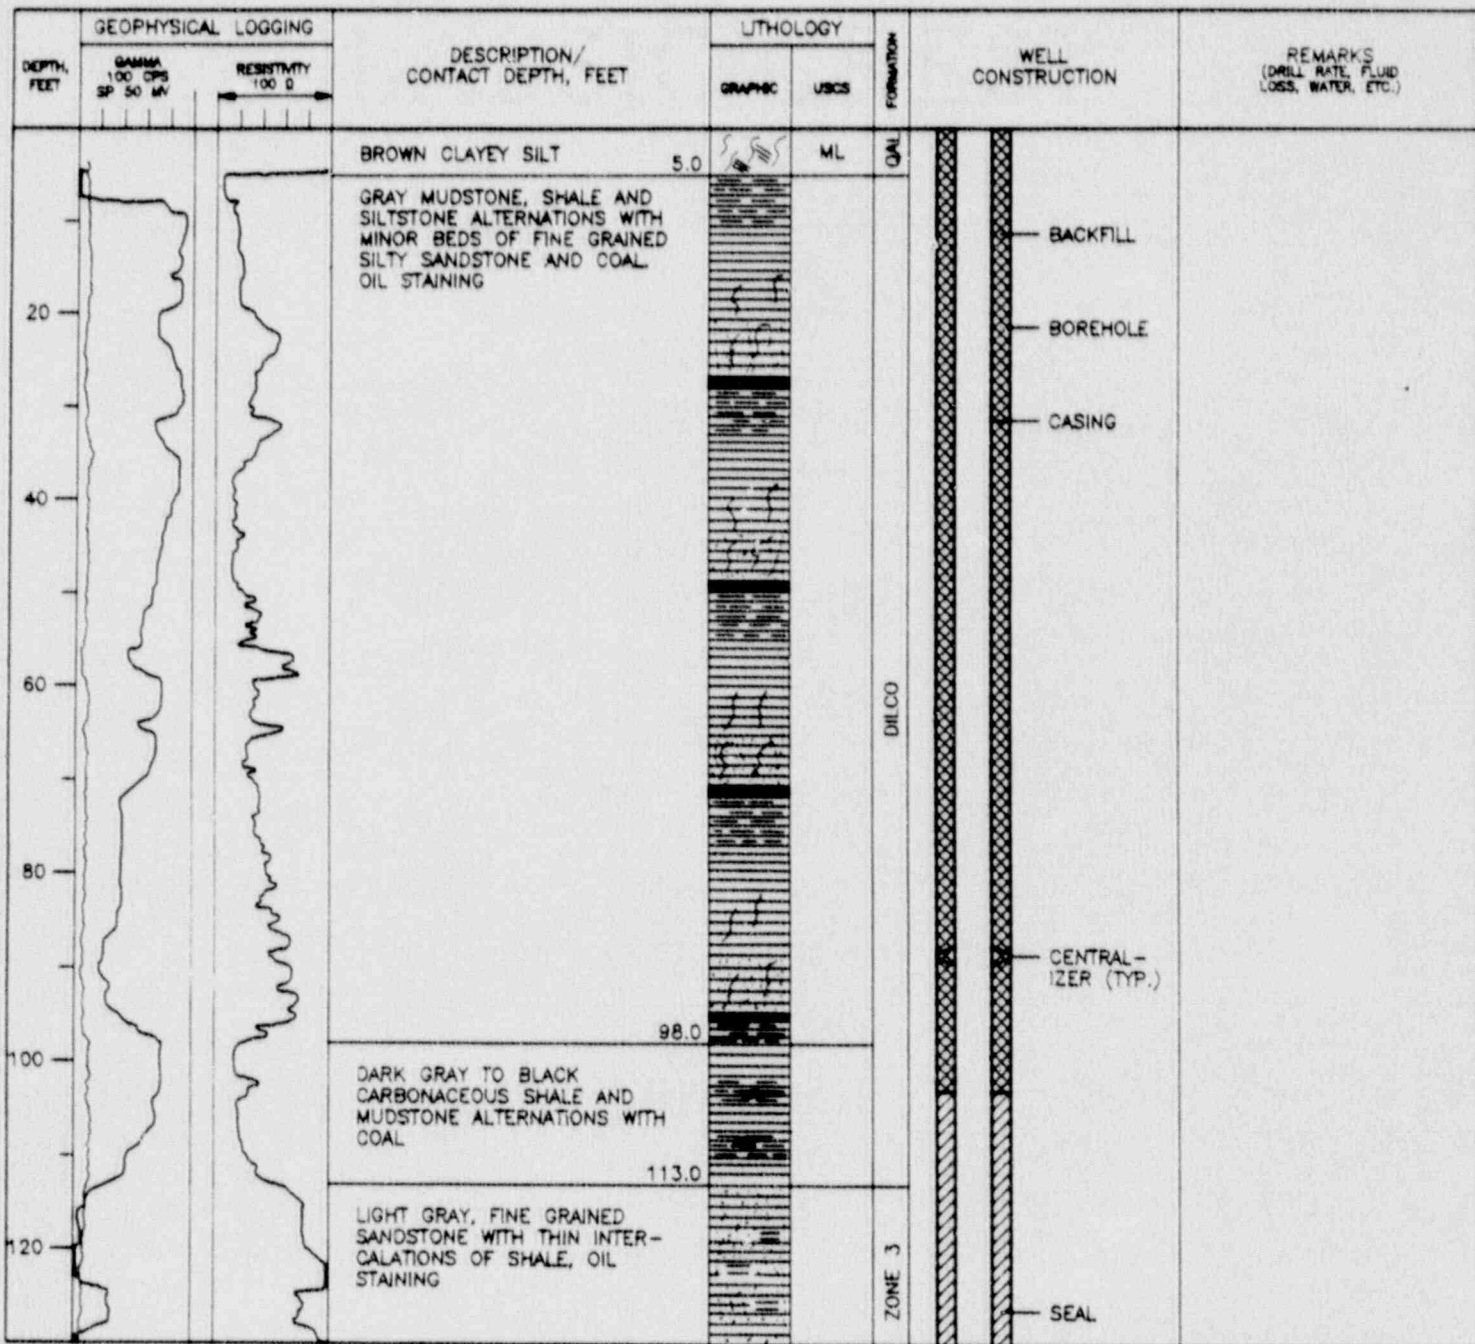 GEOPHYSICAL LOGGING
LITHOLOGY
DEPTH,
FEET
GAMMA
100 CPS
SP 50 MV
RESISTIVITY
100 Ω
DESCRIPTION/
CONTACT DEPTH, FEET
GRAPHIC
USCS
FORMATION
WELL
CONSTRUCTION
REMARKS
(DRILL RATE, FLUID
LOSS, WATER, ETC.)
BROWN CLAYEY SILT
5.0
ML
QAL
GRAY MUDSTONE, SHALE AND
SILTSTONE ALTERNATIONS WITH
MINOR BEDS OF FINE GRAINED
SILTY SANDSTONE AND COAL.
OIL STAINING
BACKFILL
20
BOREHOLE
CASING
40
60
DILCO
80
CENTRAL-
IZER (TYP.)
98.0
100
DARK GRAY TO BLACK
CARBONACEOUS SHALE AND
MUDSTONE ALTERNATIONS WITH
COAL
113.0
LIGHT GRAY, FINE GRAINED
SANDSTONE WITH THIN INTER-
CALATIONS OF SHALE, OIL
STAINING
120
ZONE 3
SEAL